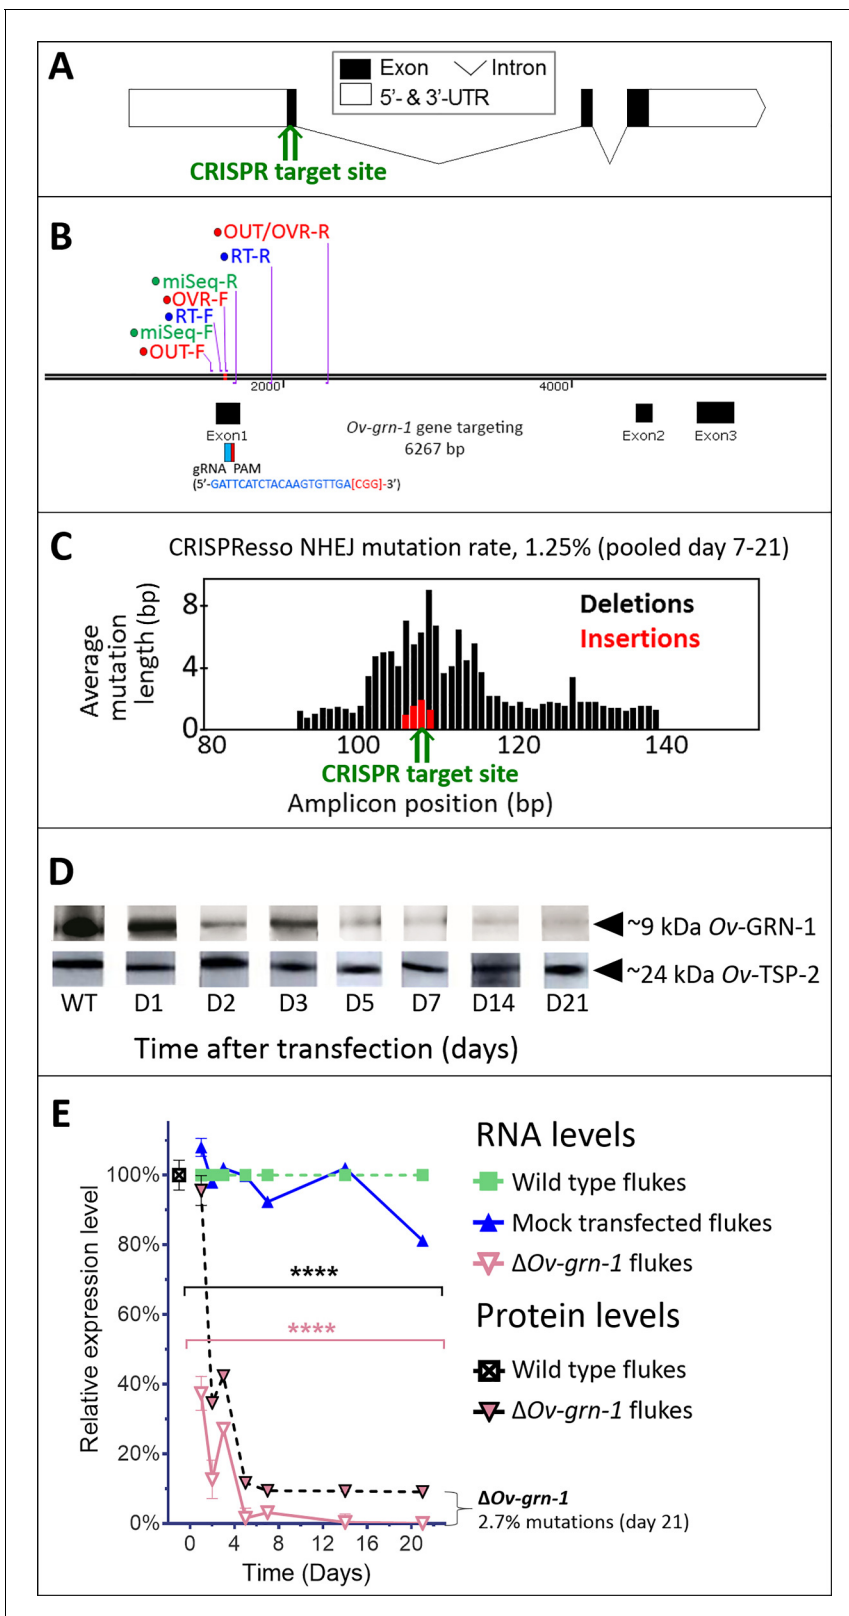 A
Exon Intron
5'- & 3'-UTR
CRISPR target site
B
OUT/OVR-R
RT-R
miSeq-R
OVR-F
RT-F
miSeq-F
OUT-F
2000 4000
Exon1 Ov-grn-1 gene targeting Exon2 Exon3
6267 bp
gRNA PAM
(5'-GATTCATCTACAAGTGTTGA[CGG]-3')
C
CRISPResso NHEJ mutation rate, 1.25% (pooled day 7-21)
Average
mutation
length (bp)
8
4
0
Deletions
Insertions
80 100 120 140
CRISPR target site
Amplicon position (bp)
D
~9 kDa Ov-GRN-1
~24 kDa Ov-TSP-2
WT D1 D2 D3 D5 D7 D14 D21
Time after transfection (days)
E
Relative expression level
100%
80%
60%
40%
20%
0%
****
****
0 4 8 12 16 20
Time (Days)
RNA levels
Wild type flukes
Mock transfected flukes
ΔOv-grn-1 flukes
Protein levels
Wild type flukes
ΔOv-grn-1 flukes
ΔOv-grn-1
2.7% mutations (day 21)